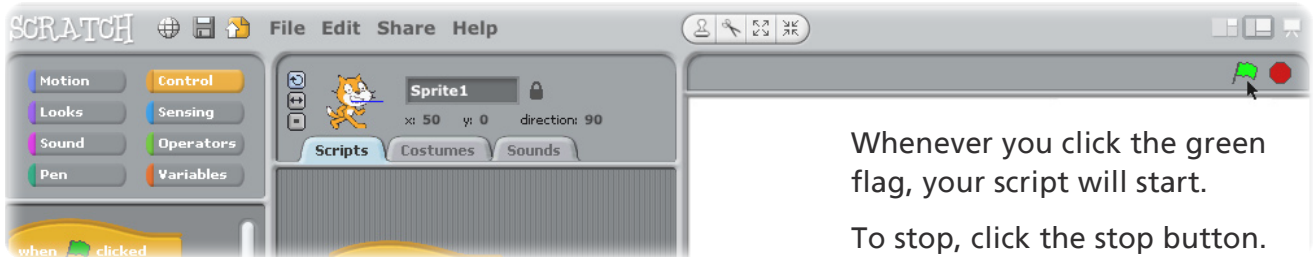 SCRATCH File Edit Share Help
Motion Control
Looks Sensing
Sound Operators
Pen Variables
when clicked
Sprite1
x: 50 y: 0 direction: 90
Scripts Costumes Sounds
Whenever you click the green
flag, your script will start.
To stop, click the stop button.